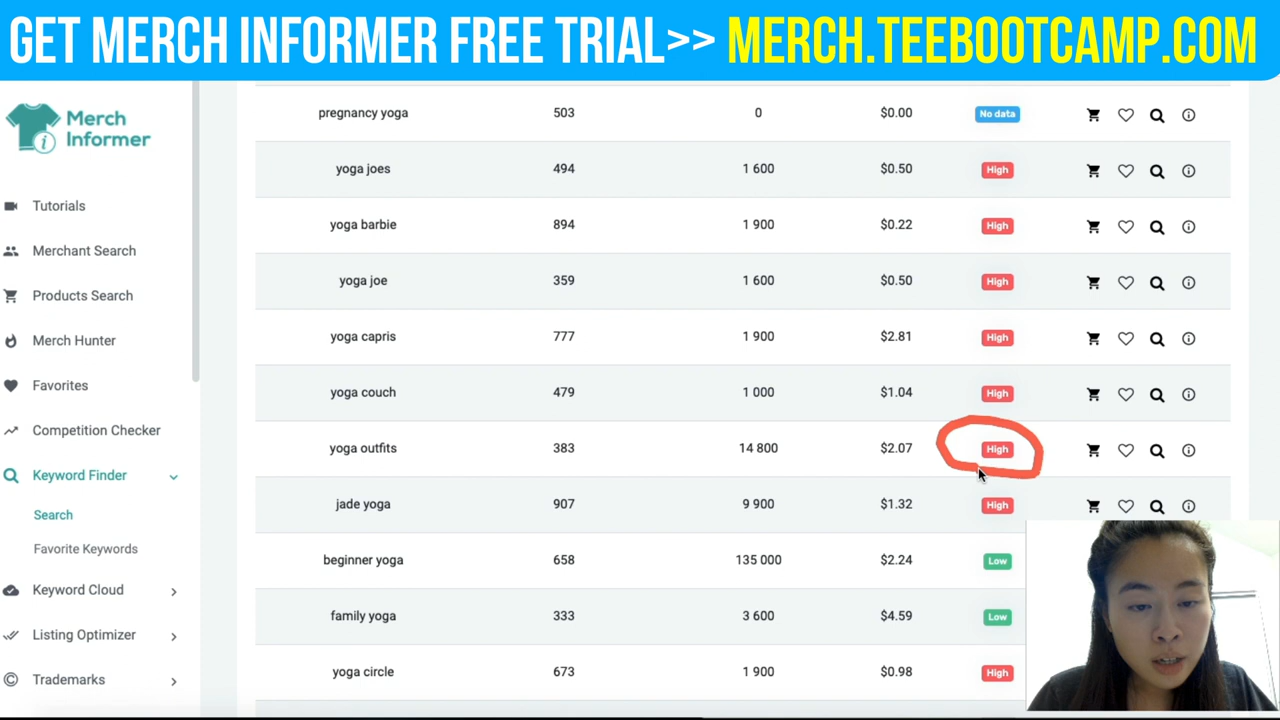 GET MERCH INFORMER FREE TRIAL>> MERCH.TEEBOOTCAMP.COM
Merch
Informer
Tutorials
Merchant Search
Products Search
Merch Hunter
Favorites
Competition Checker
Keyword Finder
Search
Favorite Keywords
Keyword Cloud
Listing Optimizer
Trademarks
pregnancy yoga 503 0 $0.00 No data
yoga joes 494 1 600 $0.50 High
yoga barbie 894 1 900 $0.22 High
yoga joe 359 1 600 $0.50 High
yoga capris 777 1 900 $2.81 High
yoga couch 479 1 000 $1.04 High
yoga outfits 383 14 800 $2.07 High
jade yoga 907 9 900 $1.32 High
beginner yoga 658 135 000 $2.24 Low
family yoga 333 3 600 $4.59 Low
yoga circle 673 1 900 $0.98 High